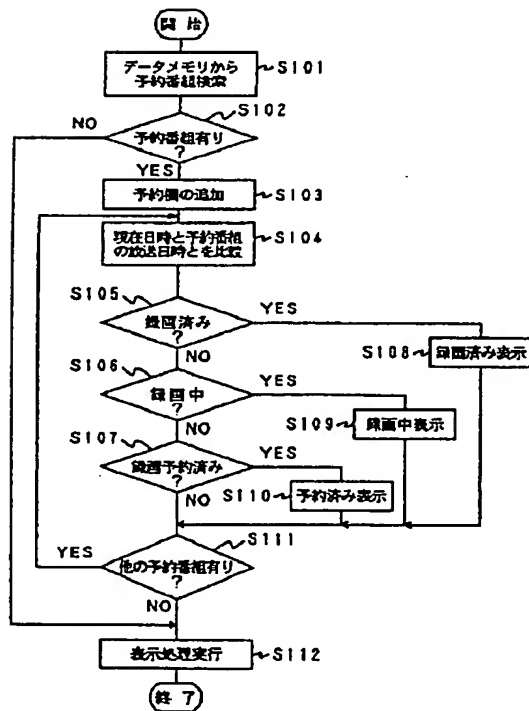 開 始
データメモリから
予約番組検索
S101
S102
NO
予約番組有り
?
YES
予約欄の追加
S103
現在日時と予約番組
の放送日時とを比較
S104
S105
録画済み
?
YES
NO
S108
録画済み表示
S106
録画中
?
YES
NO
S109
録画中表示
S107
録画予約済み
?
YES
NO
S110
予約済み表示
S111
YES
他の予約番組有り
?
NO
表示処理実行
S112
終 了